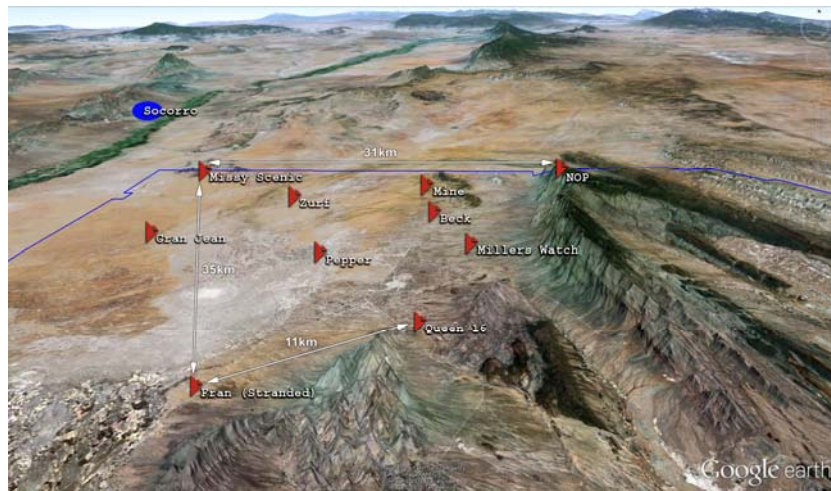 Socorro
31km
Missy Scenic
NOP
Mine
Zurf
Beck
Gran Jean
Millers Watch
Pepper
35km
Queen 16
11km
Fran (Stranded)
Google earth